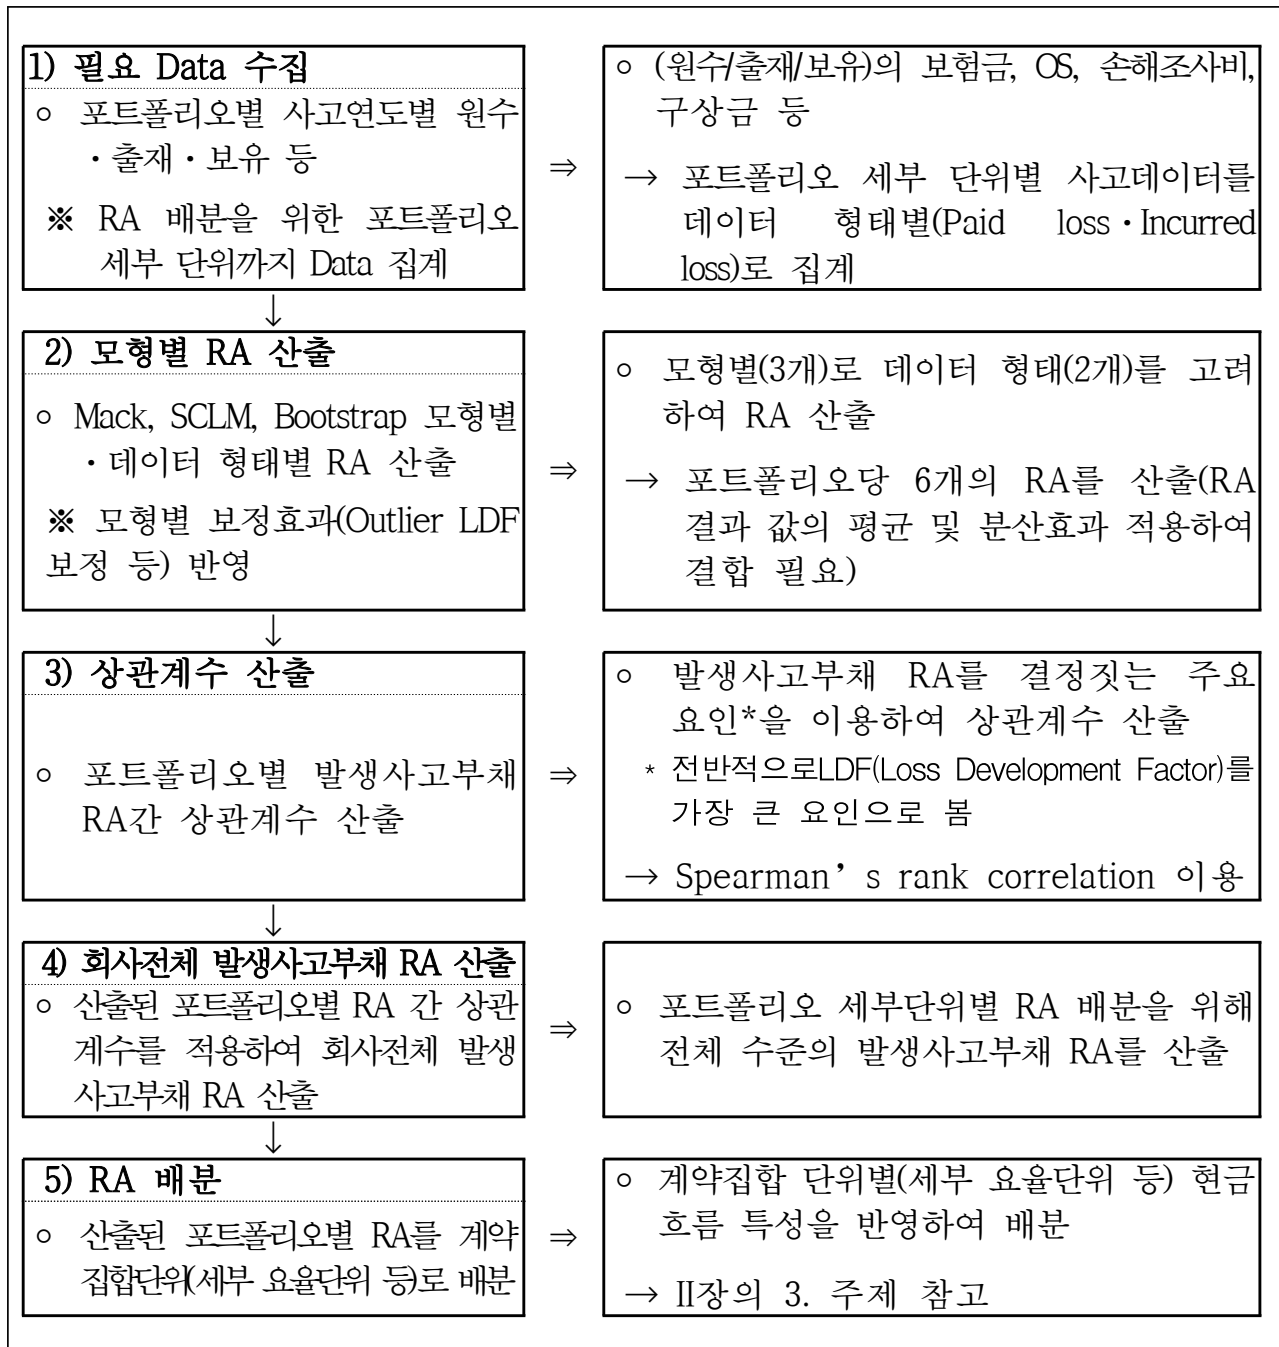 1) 필요 Data 수집
○ 포트폴리오별 사고연도별 원수
・출재・보유 등
※ RA 배분을 위한 포트폴리오
세부 단위까지 Data 집계
⇒
○ (원수/출재/보유)의 보험금, OS, 손해조사비,
구상금 등
→ 포트폴리오 세부 단위별 사고데이터를
데이터 형태별(Paid loss・Incurred
loss)로 집계
↓
2) 모형별 RA 산출
○ Mack, SCLM, Bootstrap 모형별
・데이터 형태별 RA 산출
※ 모형별 보정효과(Outlier LDF
보정 등) 반영
⇒
○ 모형별(3개)로 데이터 형태(2개)를 고려
하여 RA 산출
→ 포트폴리오당 6개의 RA를 산출(RA
결과 값의 평균 및 분산효과 적용하여
결합 필요)
↓
3) 상관계수 산출
○ 포트폴리오별 발생사고부채
RA간 상관계수 산출
⇒
○ 발생사고부채 RA를 결정짓는 주요
요인*을 이용하여 상관계수 산출
* 전반적으로LDF(Loss Development Factor)를
가장 큰 요인으로 봄
→ Spearman’s rank correlation 이용
↓
4) 회사전체 발생사고부채 RA 산출
○ 산출된 포트폴리오별 RA 간 상관
계수를 적용하여 회사전체 발생
사고부채 RA 산출
⇒
○ 포트폴리오 세부단위별 RA 배분을 위해
전체 수준의 발생사고부채 RA를 산출
↓
5) RA 배분
○ 산출된 포트폴리오별 RA를 계약
집합단위(세부 요율단위 등)로 배분
⇒
○ 계약집합 단위별(세부 요율단위 등) 현금
흐름 특성을 반영하여 배분
→ Ⅱ장의 3. 주제 참고